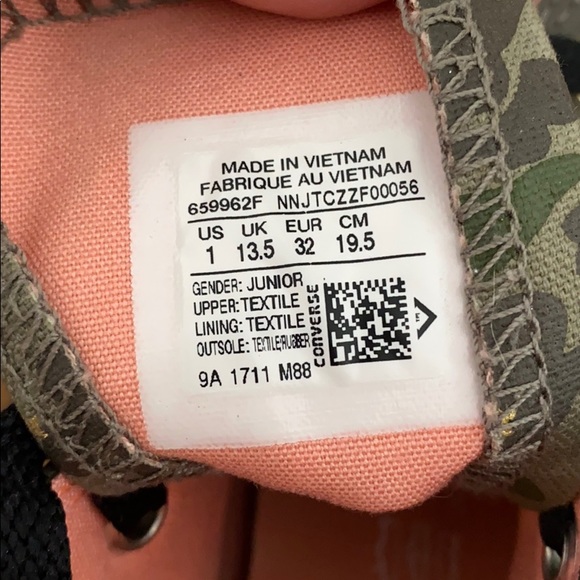 MADE IN VIETNAM
FABRIQUE AU VIETNAM
659962F NNJTCZZF00056
US UK EUR CM
1 13.5 32 19.5
GENDER: JUNIOR
UPPER: TEXTILE
LINING: TEXTILE
OUTSOLE: TEXTILE/RUBBER
CONVERSE
E
9A 1711 M88